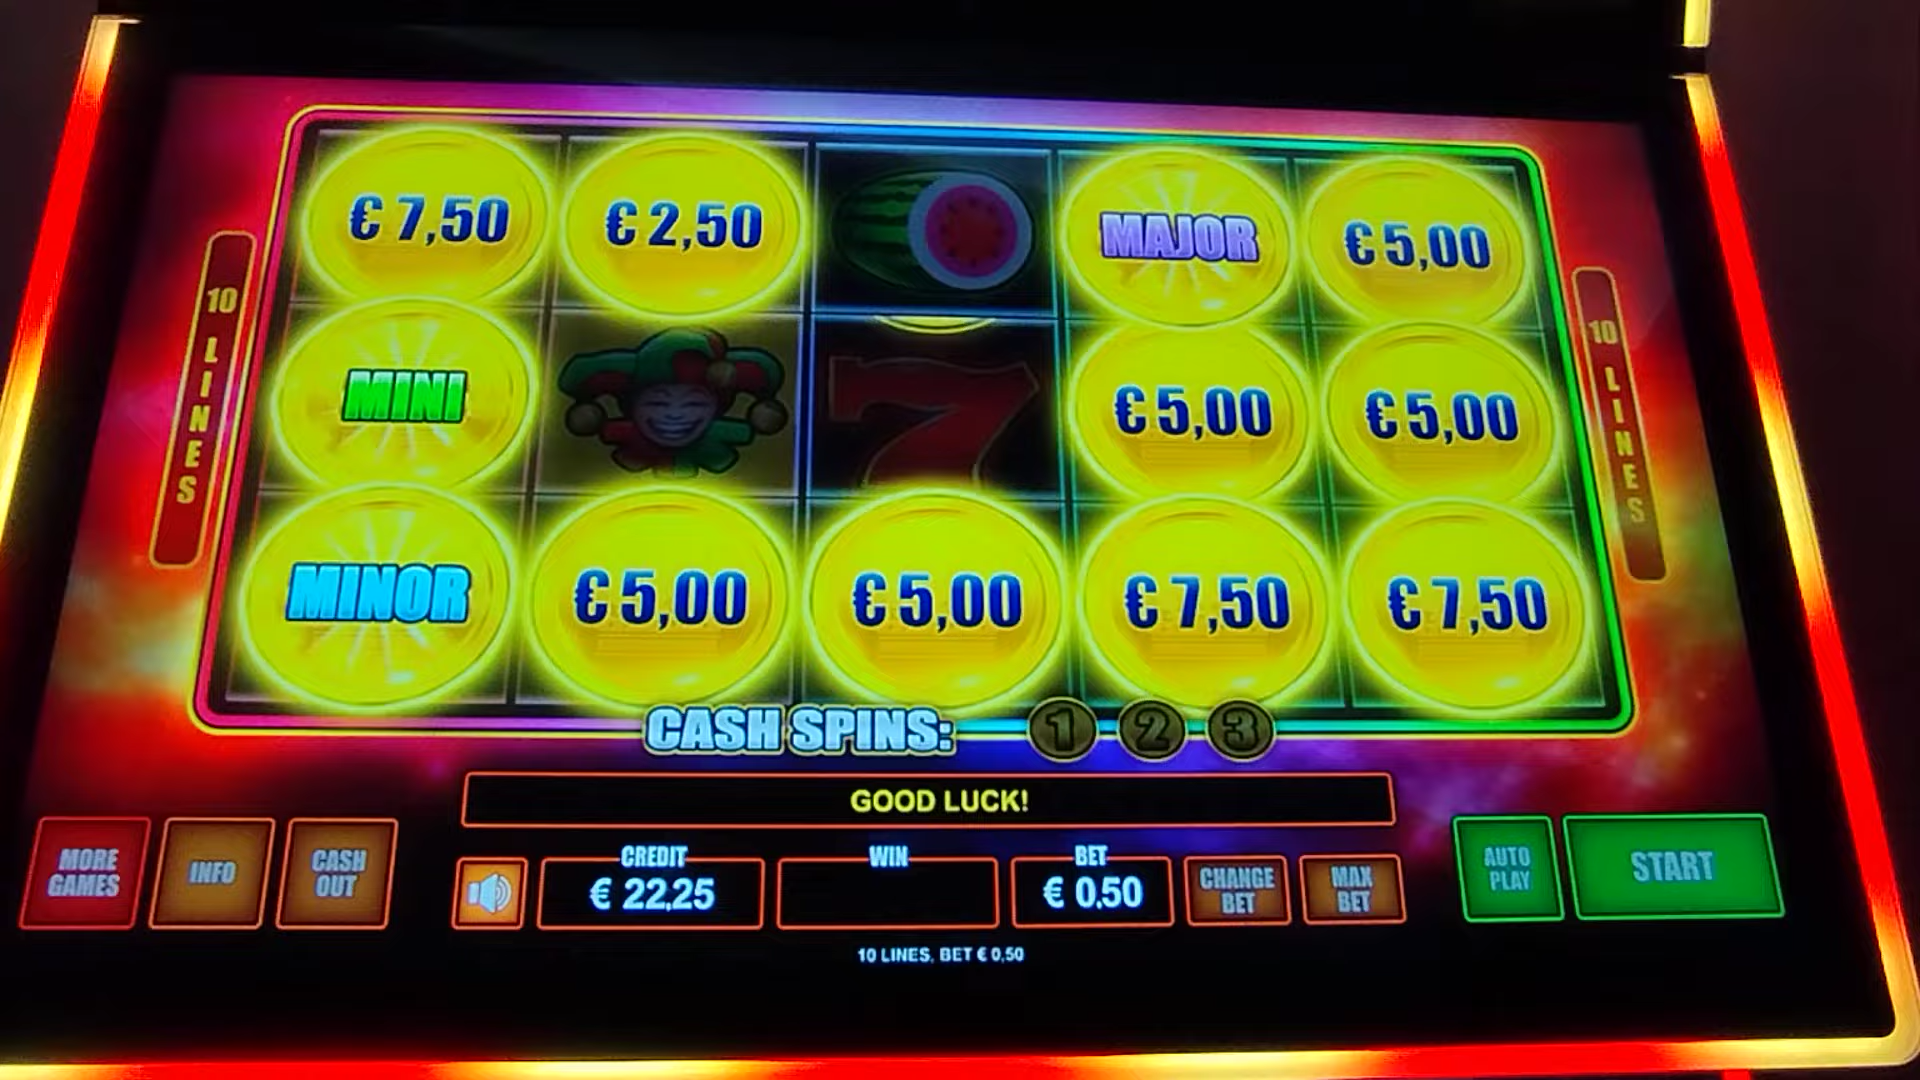 € 7,50
€ 2,50
MAJOR
€ 5,00
10 LINES
MINI
€ 5,00
€ 5,00
10 LINES
MINOR
€ 5,00
€ 5,00
€ 7,50
€ 7,50
CASH SPINS: 1 2 3
GOOD LUCK!
MORE GAMES
INFO
CASH OUT
CREDIT
€ 22,25
WIN
BET
€ 0,50
CHANGE BET
MAX BET
AUTO PLAY
START
10 LINES, BET € 0,50